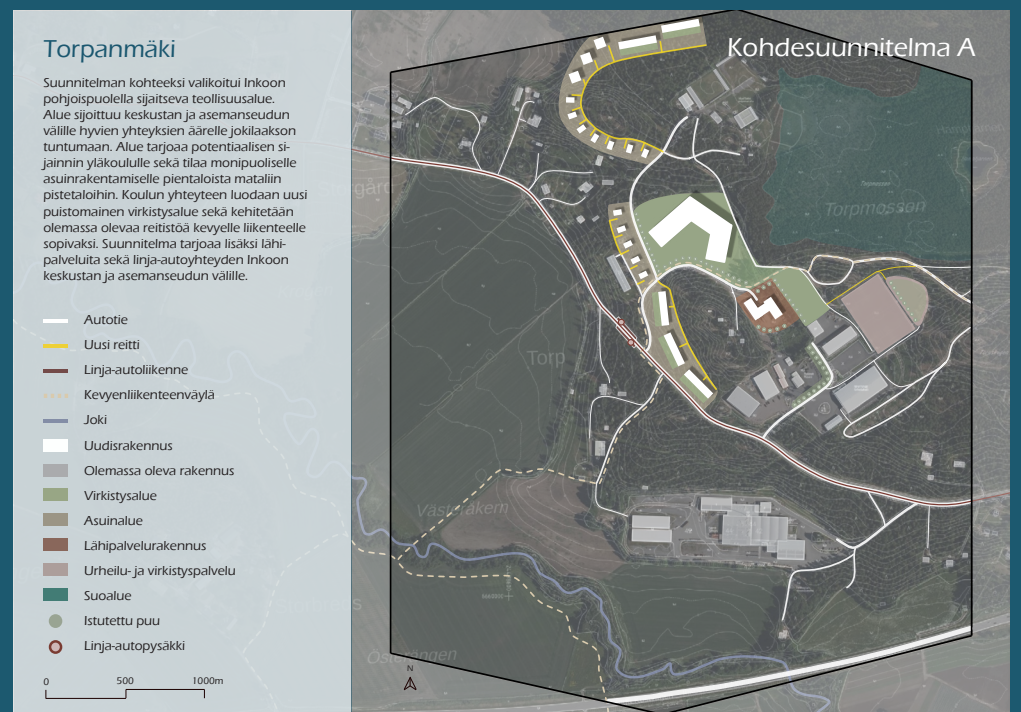 Torpanmäki
Suunnitelman kohteeksi valikoitui Inkoon
pohjoispuolella sijaitseva teollisuusalue.
Alue sijoittuu keskustan ja asemanseudun
välille hyvien yhteyksien äärelle jokilaakson
tuntumaan. Alue tarjoaa potentiaalisen si-
jainnin yläkoululle sekä tilaa monipuoliselle
asuinrakentamiselle pientaloista mataliin
pistetaloihin. Koulun yhteyteen luodaan uusi
puistomainen virkistysalue sekä kehitetään
olemassa olevaa reitistöä kevyelle liikenteelle
sopivaksi. Suunnitelma tarjoaa lisäksi lähi-
palveluita sekä linja-autoyhteyden Inkoon
keskustan ja asemanseudun välille.
Autotie
Uusi reitti
Linja-autoliikenne
Kevyenliikenteenväylä
Joki
Uudisrakennus
Olemassa oleva rakennus
Virkistysalue
Asuinalue
Lähipalvelurakennus
Urheilu- ja virkistyspalvelu
Suoalue
Istutettu puu
Linja-autopysäkki
0 500 1000m
Kohdesuunnitelma A
Torpmossen
Torp
Västeråkern
Österängen
N